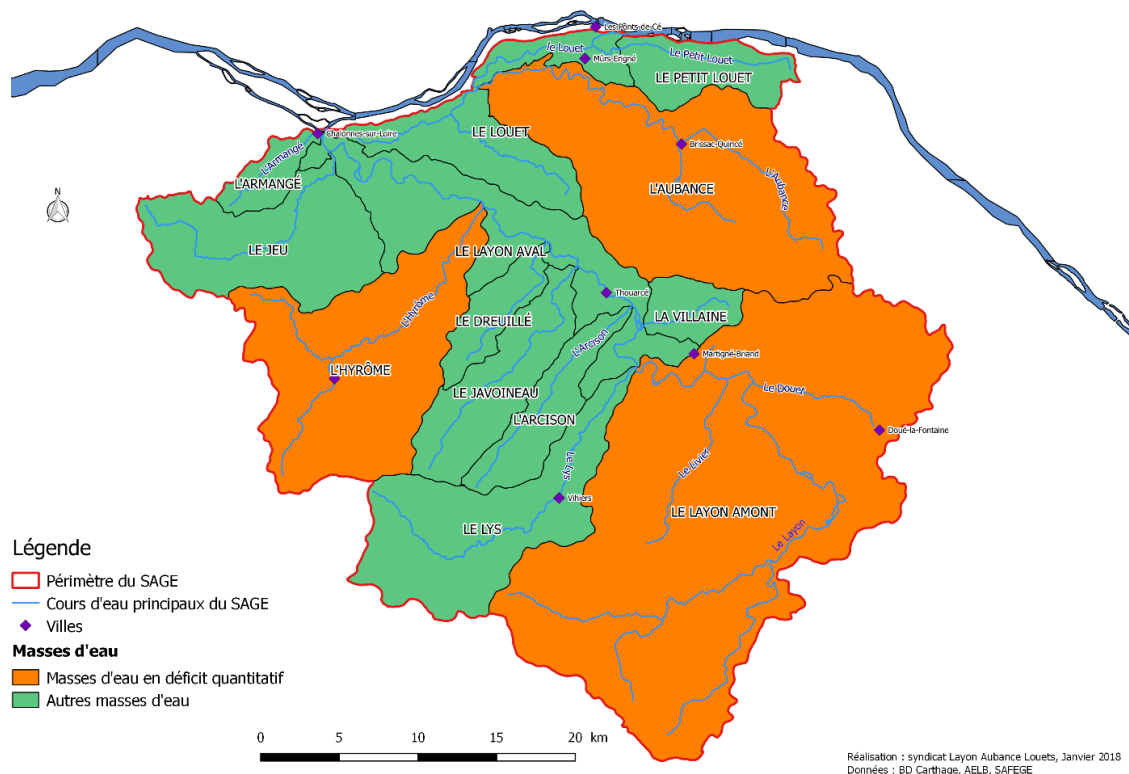 Les Ponts-de-Cé
le Louet
Mûrs-Erigné
Le Petit Louet
LE PETIT LOUET
Chalonnes-sur-Loire
LE LOUET
Brissac-Quincé
L'Armangé
L'ARMANGÉ
L'AUBANCE
L'Aubance
N
LE JEU
LE LAYON AVAL
Thouarcé
L'Hyrôme
LE DREUILLÉ
LA VILLAINE
L'Arcison
Martigné-Briand
L'HYRÔME
LE JAVOINEAU
Le Douet
L'ARCISON
Doué-la-Fontaine
Le Lys
Le Livier
Vihiers
LE LYS
LE LAYON AMONT
Le Layon
Légende
Périmètre du SAGE
Cours d'eau principaux du SAGE
Villes
Masses d'eau
Masses d'eau en déficit quantitatif
Autres masses d'eau
0 5 10 15 20 km
Réalisation : syndicat Layon Aubance Louets, Janvier 2018
Données : BD Carthage, AELB, SAFEGE